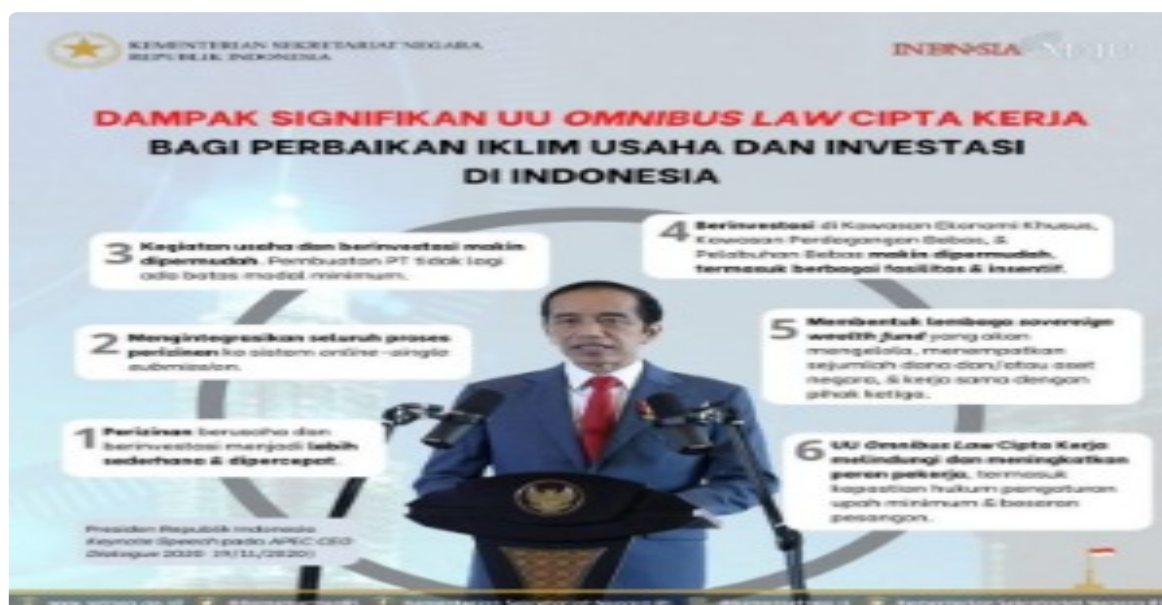 KEMENTERIAN SEKRETARIAT NEGARA
REPUBLIK INDONESIA
INDONESIA MAJU
DAMPAK SIGNIFIKAN UU OMNIBUS LAW CIPTA KERJA
BAGI PERBAIKAN IKLIM USAHA DAN INVESTASI
DI INDONESIA
3 Kegiatan usaha dan berinvestasi makin
dipermudah. Pembuatan PT tidak lagi
ada batas modal minimum.
4 Berinvestasi di Kawasan Ekonomi Khusus,
Kawasan Perdagangan Bebas, &
Pelabuhan Bebas makin dipermudah,
termasuk berbagai fasilitas & insentif.
2 Mengintegrasikan seluruh proses
perizinan ke sistem online-single
submission.
5 Membentuk lembaga sovereign
wealth fund yang akan
mengelola, menempatkan
sejumlah dana dan/atau aset
negara, & kerja sama dengan
pihak ketiga.
1 Perizinan berusaha dan
berinvestasi menjadi lebih
sederhana & dipercepat.
6 UU Omnibus Law Cipta Kerja
melindungi dan meningkatkan
peran pekerja, termasuk
kepastian hukum pengaturan
upah minimum & besaran
pesangon.
Presiden Republik Indonesia
Keynote Speech pada APEC CEO
Dialogue 2020 19/11/2020)